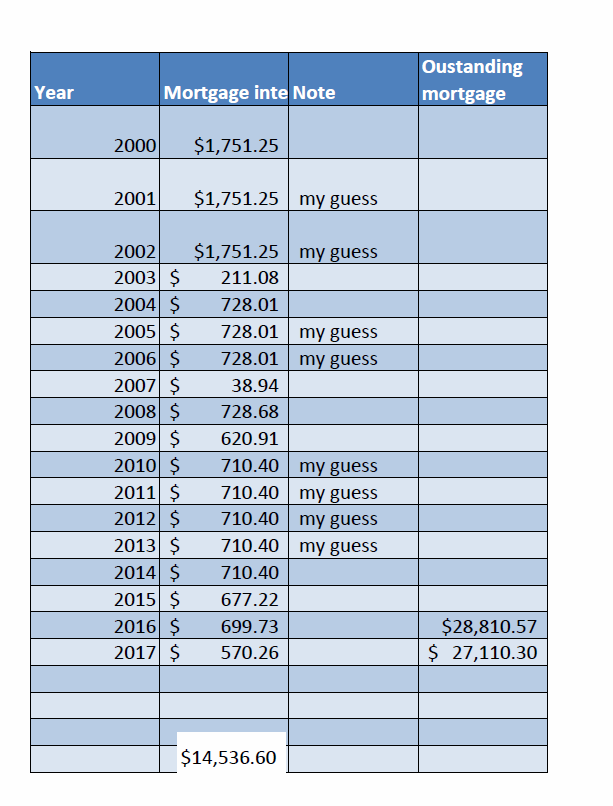 Year Mortgage inte Note Oustanding mortgage
2000 $1,751.25
2001 $1,751.25 my guess
2002 $1,751.25 my guess
2003 $ 211.08
2004 $ 728.01
2005 $ 728.01 my guess
2006 $ 728.01 my guess
2007 $ 38.94
2008 $ 728.68
2009 $ 620.91
2010 $ 710.40 my guess
2011 $ 710.40 my guess
2012 $ 710.40 my guess
2013 $ 710.40 my guess
2014 $ 710.40
2015 $ 677.22
2016 $ 699.73 $28,810.57
2017 $ 570.26 $ 27,110.30
$14,536.60